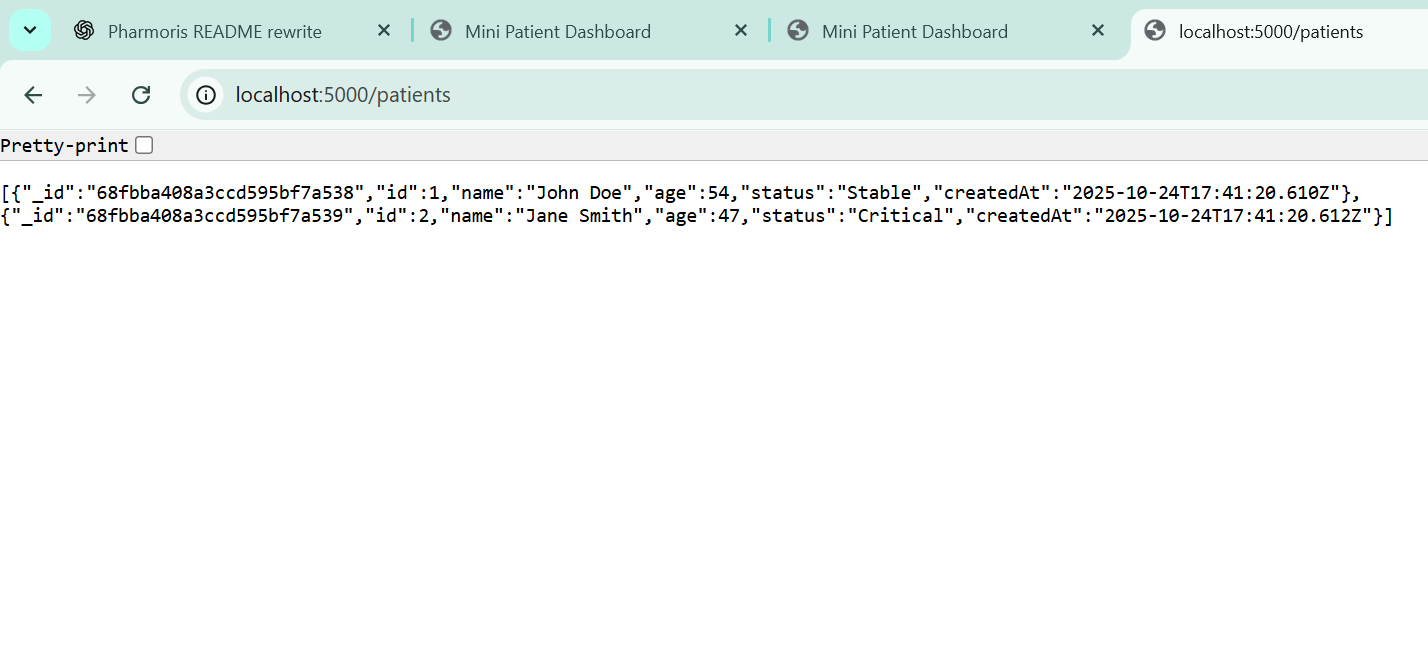 Pharmoris README rewrite
Mini Patient Dashboard
Mini Patient Dashboard
localhost:5000/patients
localhost:5000/patients
Pretty-print
[{"_id":"68fbba408a3ccd595bf7a538","id":1,"name":"John Doe","age":54,"status":"Stable","createdAt":"2025-10-24T17:41:20.610Z"},
{"_id":"68fbba408a3ccd595bf7a539","id":2,"name":"Jane Smith","age":47,"status":"Critical","createdAt":"2025-10-24T17:41:20.612Z"}]